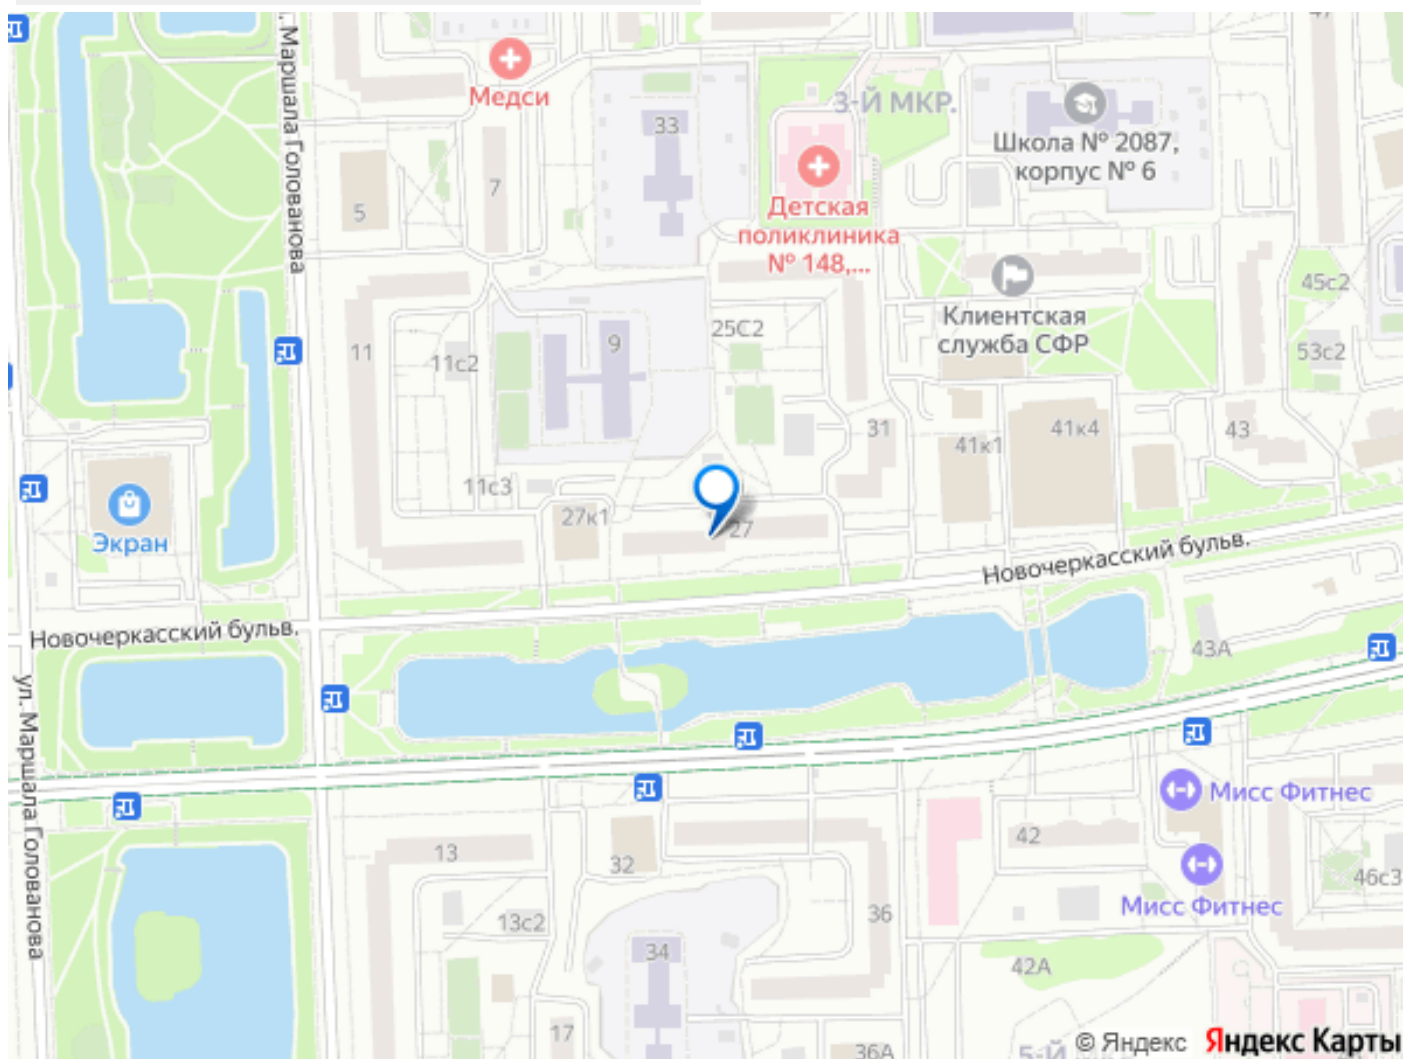 ул. Маршала Голованова
Медси
47
3-Й МКР.
33
Школа № 2087,
корпус № 6
7
5
Детская
поликлиника
№ 148,...
45с2
Клиентская
служба СФР
25С2
11
11с2
9
53с2
31
41к1
41к4
43
11с3
27к1
27
Экран
Новочеркасский бульв.
Новочеркасский бульв.
43А
ул. Маршала Голованова
Мисс Фитнес
13
32
42
46с3
Мисс Фитнес
13с2
36
34
42А
17
36А
© Яндекс Яндекс Карты